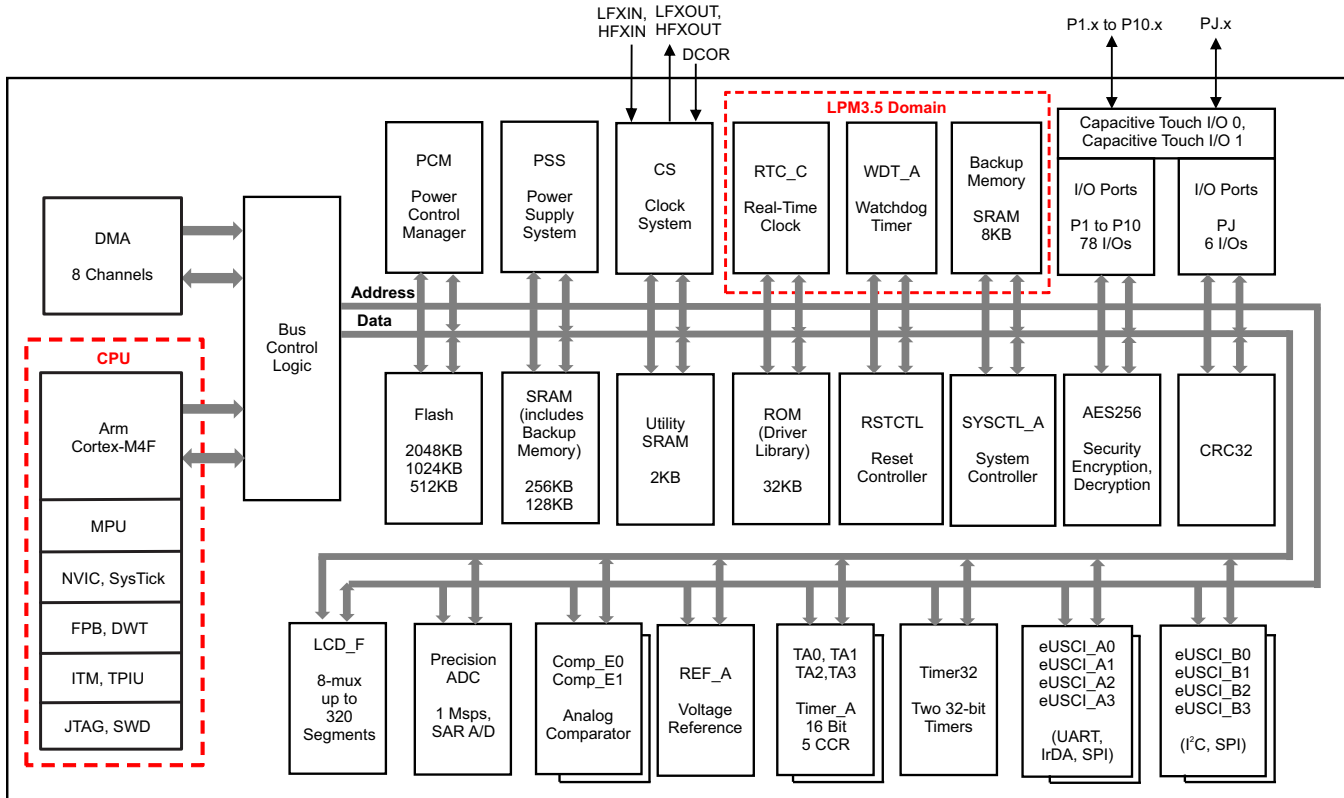 LFXIN,
HFXIN
LFXOUT,
HFXOUT
DCOR
P1.x to P10.x
PJ.x
LPM3.5 Domain
Capacitive Touch I/O 0,
Capacitive Touch I/O 1
PCM
Power
Control
Manager
PSS
Power
Supply
System
CS
Clock
System
RTC_C
Real-Time
Clock
WDT_A
Watchdog
Timer
Backup
Memory
SRAM
8KB
I/O Ports
P1 to P10
78 I/Os
I/O Ports
PJ
6 I/Os
DMA
8 Channels
Bus
Control
Logic
Address
Data
CPU
Arm
Cortex-M4F
MPU
NVIC, SysTick
FPB, DWT
ITM, TPIU
JTAG, SWD
Flash
2048KB
1024KB
512KB
SRAM
(includes
Backup
Memory)
256KB
128KB
Utility
SRAM
2KB
ROM
(Driver
Library)
32KB
RSTCTL
Reset
Controller
SYSCTL_A
System
Controller
AES256
Security
Encryption,
Decryption
CRC32
LCD_F
8-mux
up to
320
Segments
Precision
ADC
1 Msps,
SAR A/D
Comp_E0
Comp_E1
Analog
Comparator
REF_A
Voltage
Reference
TA0, TA1
TA2,TA3
Timer_A
16 Bit
5 CCR
Timer32
Two 32-bit
Timers
eUSCI_A0
eUSCI_A1
eUSCI_A2
eUSCI_A3
(UART,
IrDA, SPI)
eUSCI_B0
eUSCI_B1
eUSCI_B2
eUSCI_B3
(I²C, SPI)